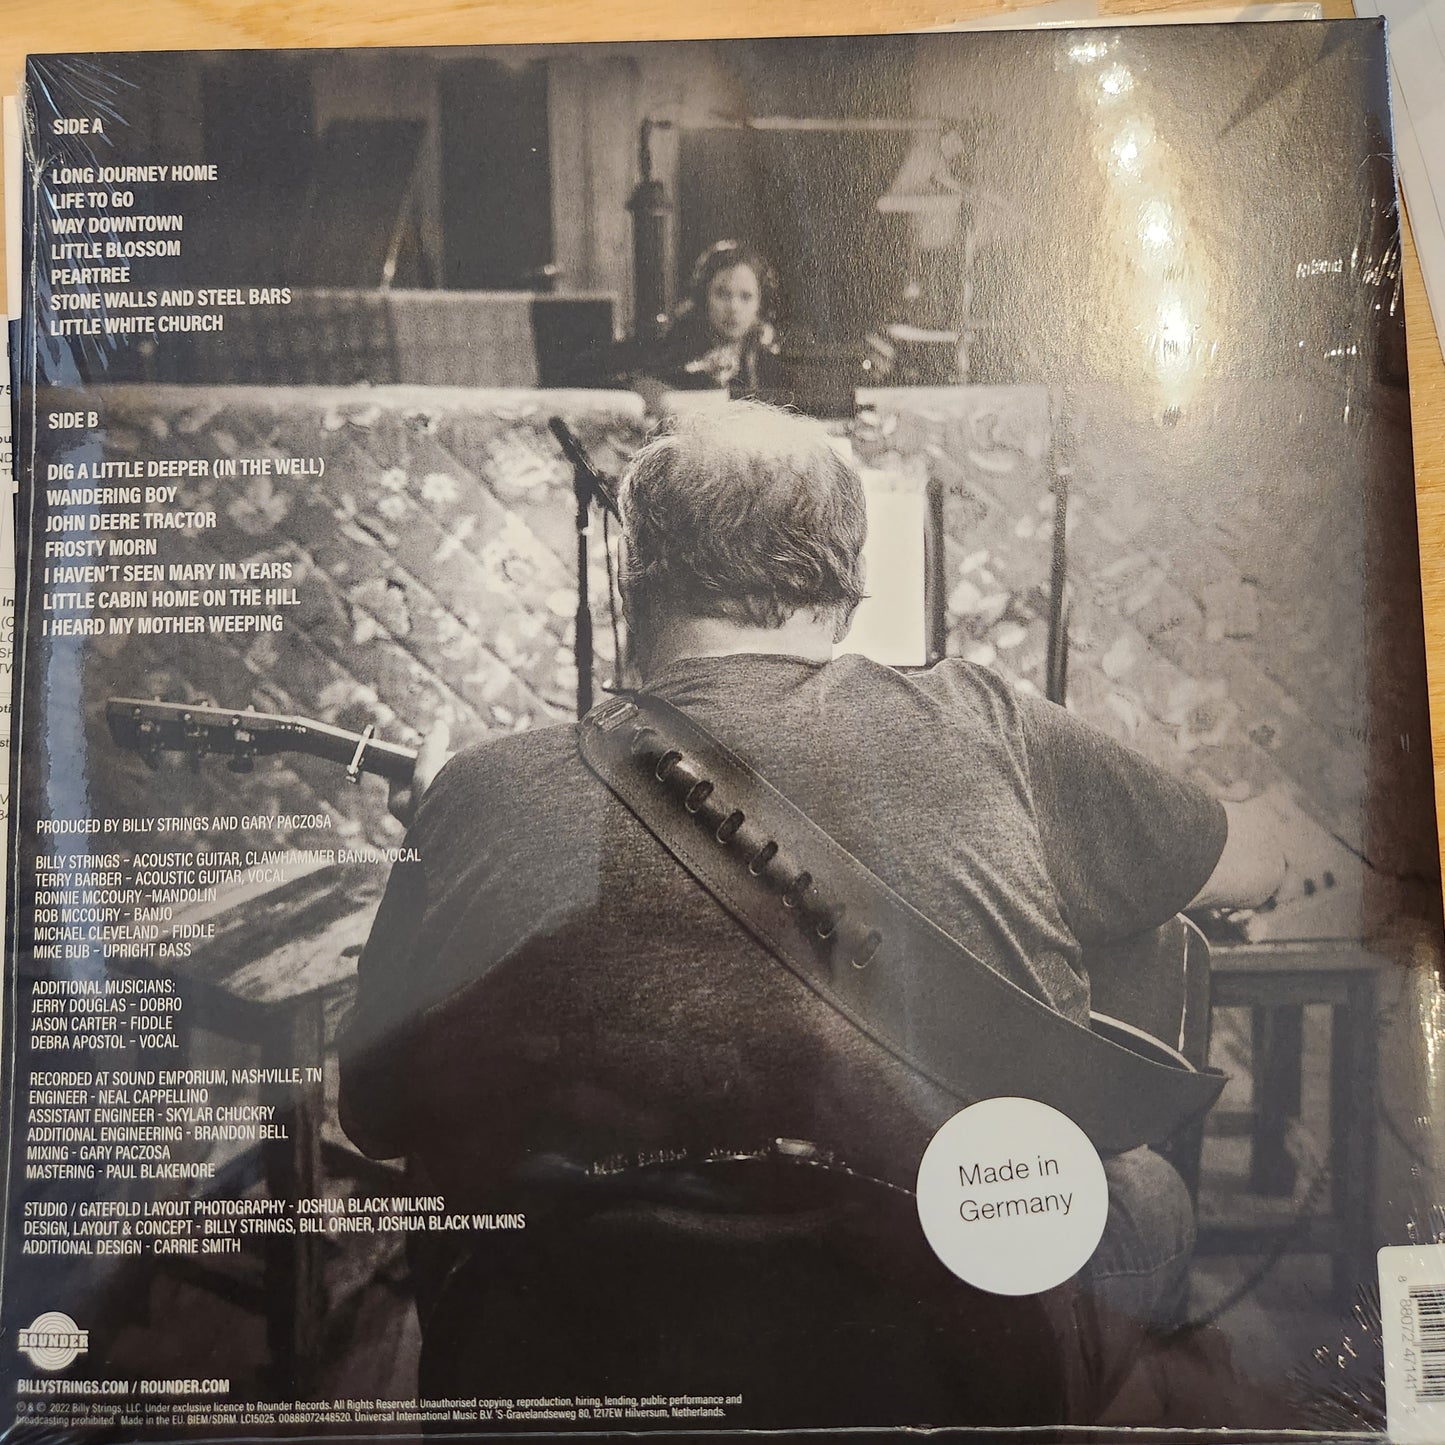 SIDE A
LONG JOURNEY HOME
LIFE TO GO
WAY DOWNTOWN
LITTLE BLOSSOM
PEARTREE
STONE WALLS AND STEEL BARS
LITTLE WHITE CHURCH
SIDE B
DIG A LITTLE DEEPER (IN THE WELL)
WANDERING BOY
JOHN DEERE TRACTOR
FROSTY MORN
I HAVEN'T SEEN MARY IN YEARS
LITTLE CABIN HOME ON THE HILL
I HEARD MY MOTHER WEEPING
PRODUCED BY BILLY STRINGS AND GARY PACZOSA
BILLY STRINGS – ACOUSTIC GUITAR, CLAWHAMMER BANJO, VOCAL
TERRY BARBER – ACOUSTIC GUITAR, VOCAL
RONNIE MCCOURY –MANDOLIN
ROB MCCOURY – BANJO
MICHAEL CLEVELAND – FIDDLE
MIKE BUB – UPRIGHT BASS
ADDITIONAL MUSICIANS:
JERRY DOUGLAS – DOBRO
JASON CARTER – FIDDLE
DEBRA APOSTOL – VOCAL
RECORDED AT SOUND EMPORIUM, NASHVILLE, TN
ENGINEER - NEAL CAPPELLINO
ASSISTANT ENGINEER - SKYLAR CHUCKRY
ADDITIONAL ENGINEERING - BRANDON BELL
MIXING - GARY PACZOSA
MASTERING - PAUL BLAKEMORE
STUDIO / GATEFOLD LAYOUT PHOTOGRAPHY - JOSHUA BLACK WILKINS
DESIGN, LAYOUT & CONCEPT - BILLY STRINGS, BILL ORNER, JOSHUA BLACK WILKINS
ADDITIONAL DESIGN - CARRIE SMITH
Made in
Germany
ROUNDER
BILLYSTRINGS.COM / ROUNDER.COM
℗ & © 2022 Billy Strings, LLC. Under exclusive licence to Rounder Records. All Rights Reserved. Unauthorised copying, reproduction, hiring, lending, public performance and
broadcasting prohibited. Made in the EU. BIEM/SDRM. LC15025. 00888072448520. Universal International Music B.V. 'S-Gravelandseweg 80, 1217EW Hilversum, Netherlands.
8 88072 47141 2